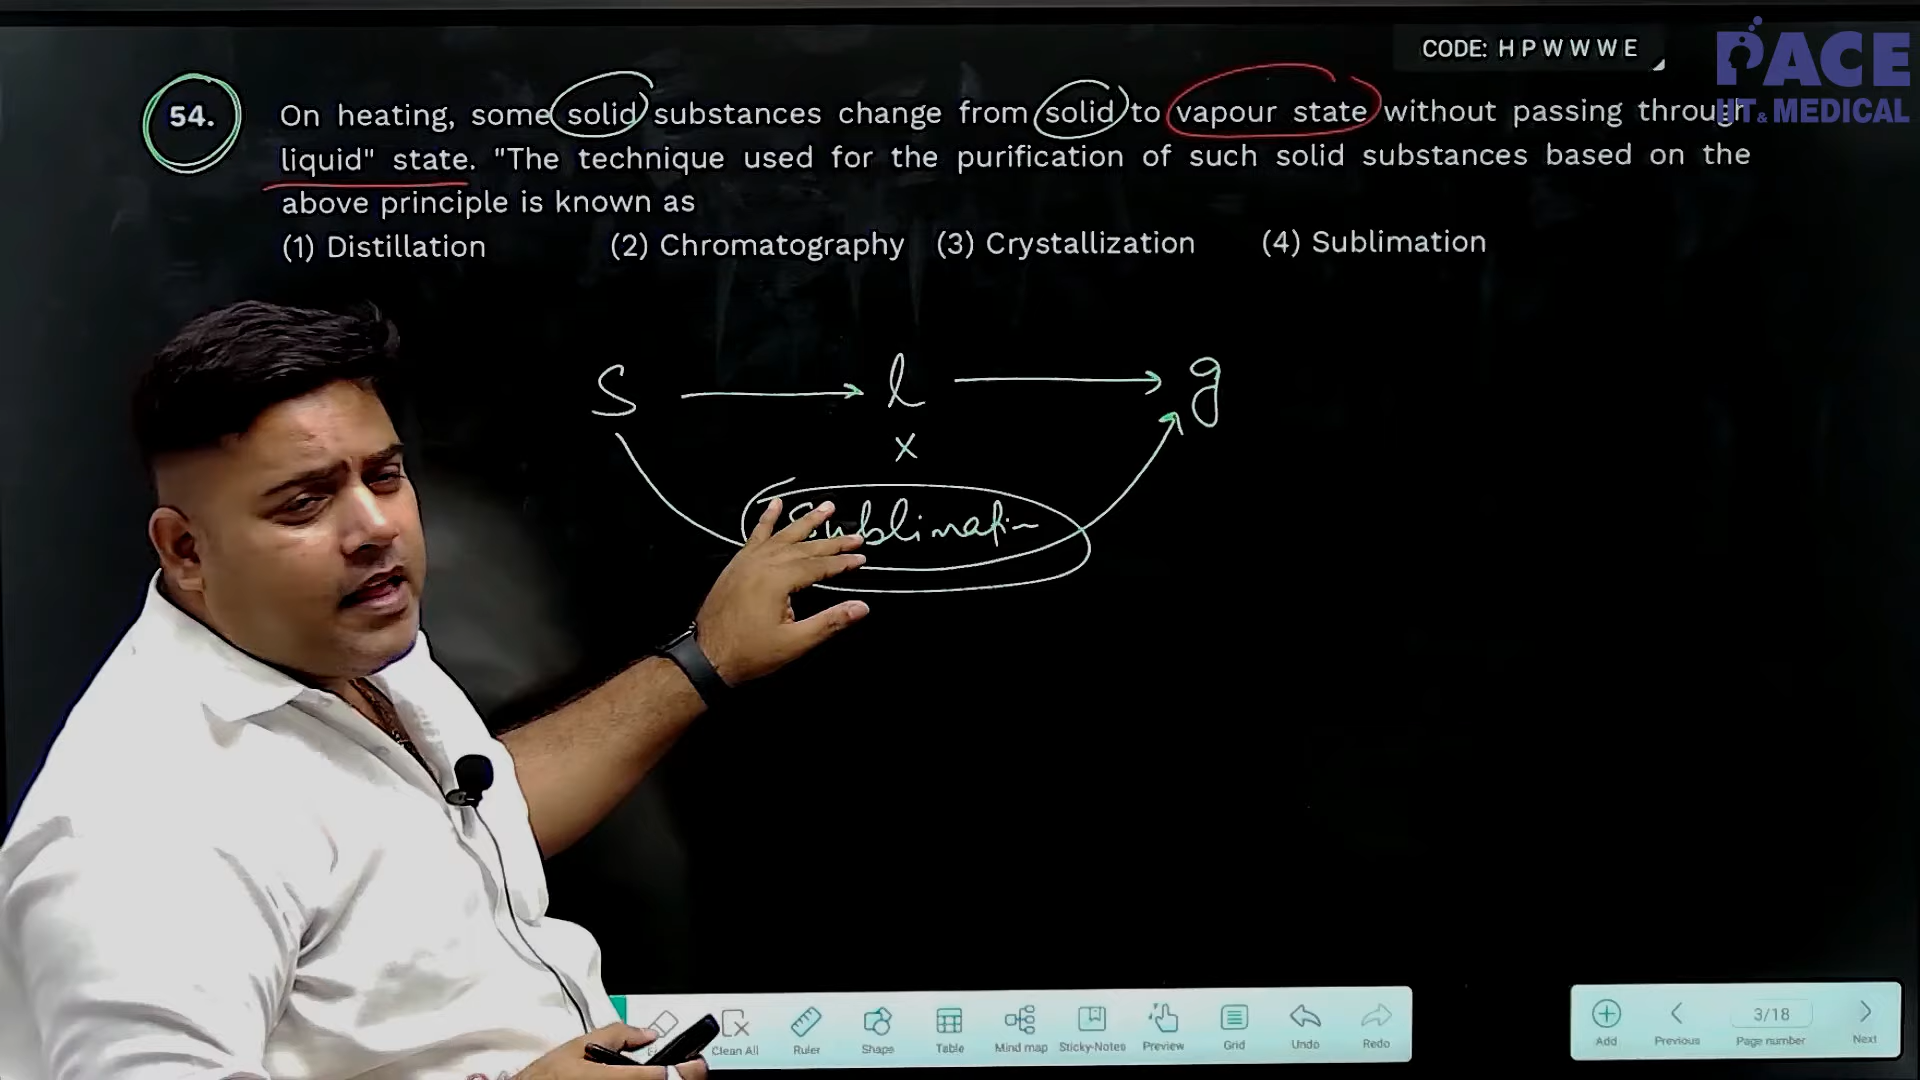 CODE: H P W W W E
PACE
IIT & MEDICAL
54. On heating, some solid substances change from solid to vapour state without passing through
liquid" state. "The technique used for the purification of such solid substances based on the
above principle is known as
(1) Distillation (2) Chromatography (3) Crystallization (4) Sublimation
S l g
x
Sublimation
Clean All Ruler Shape Table Mind map Sticky-Notes Preview Grid Undo Redo
3/18
Add Previous Page number Next